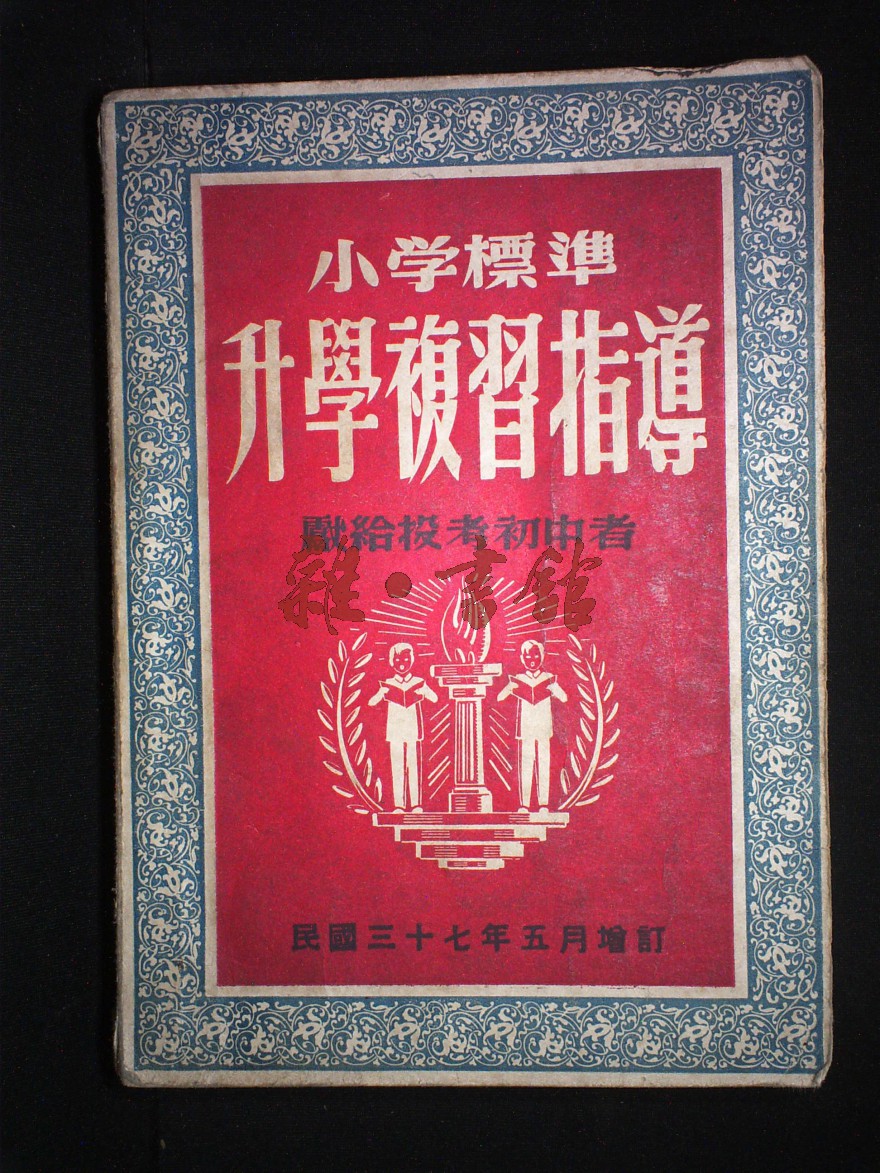 小学標準
升學複習指導
獻給投考初中者
雜·書館
民國三十七年五月增訂